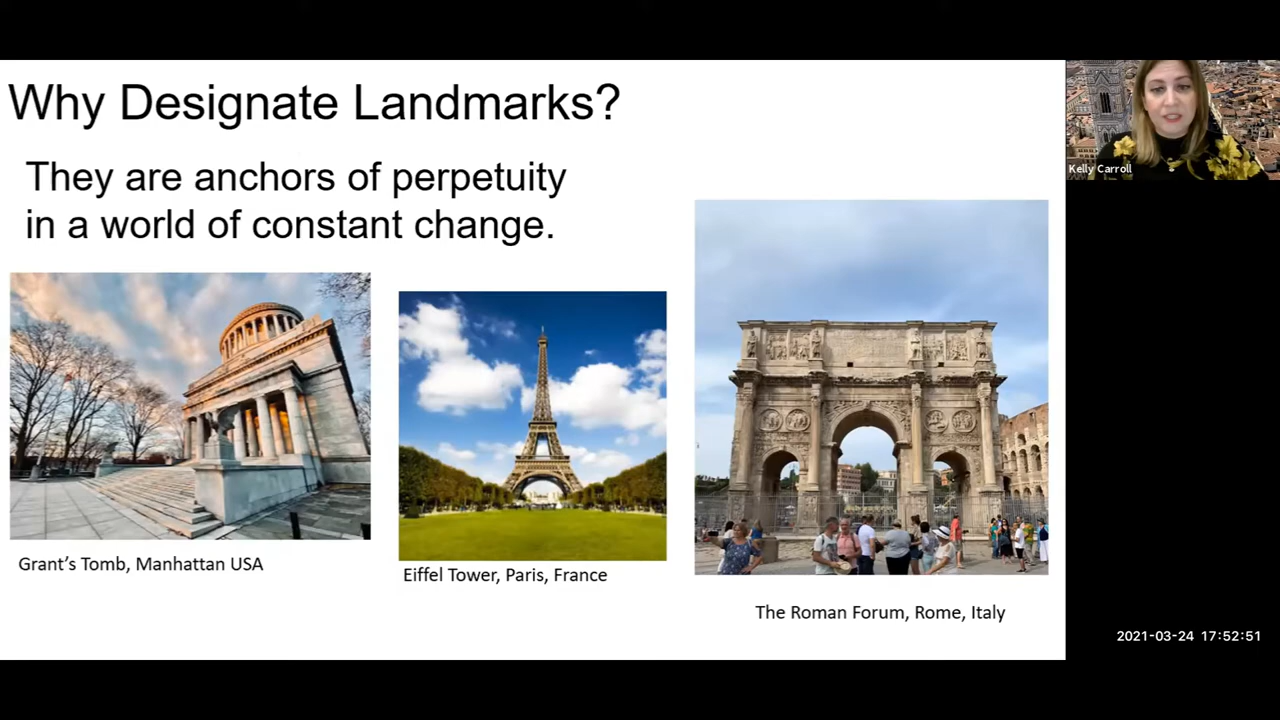 Why Designate Landmarks?
They are anchors of perpetuity
in a world of constant change.
Grant's Tomb, Manhattan USA
Eiffel Tower, Paris, France
The Roman Forum, Rome, Italy
Kelly Carroll
2021-03-24 17:52:51